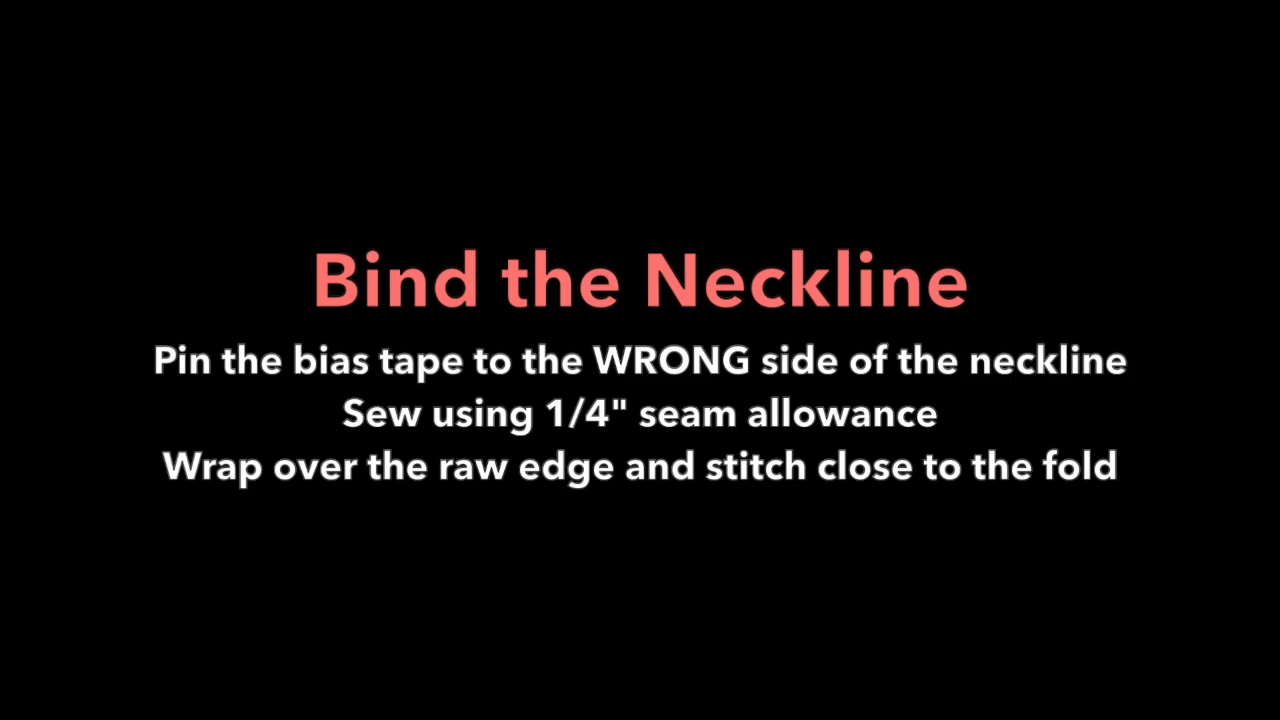 Bind the Neckline
Pin the bias tape to the WRONG side of the neckline
Sew using 1/4" seam allowance
Wrap over the raw edge and stitch close to the fold